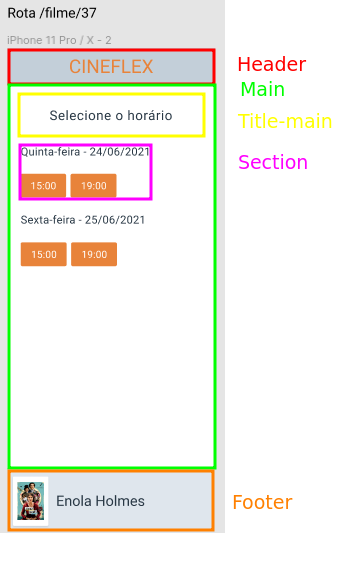 Rota /filme/37
iPhone 11 Pro / X - 2
CINEFLEX
Header
Main
Selecione o horário
Title-main
Quinta-feira - 24/06/2021
Section
15:00 19:00
Sexta-feira - 25/06/2021
15:00 19:00
Enola Holmes
Footer